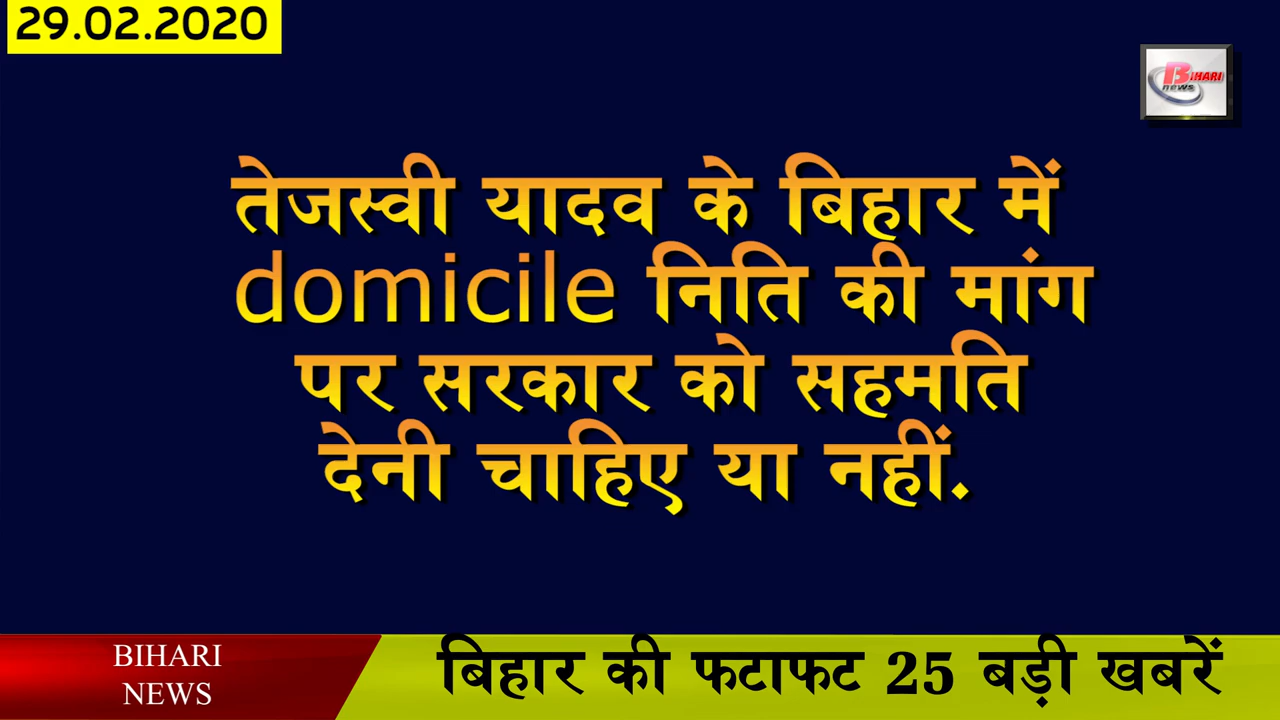 29.02.2020
BIHARI
news
तेजस्वी यादव के बिहार में
domicile निति की मांग
पर सरकार को सहमति
देनी चाहिए या नहीं.
BIHARI
NEWS
बिहार की फटाफट 25 बड़ी खबरें